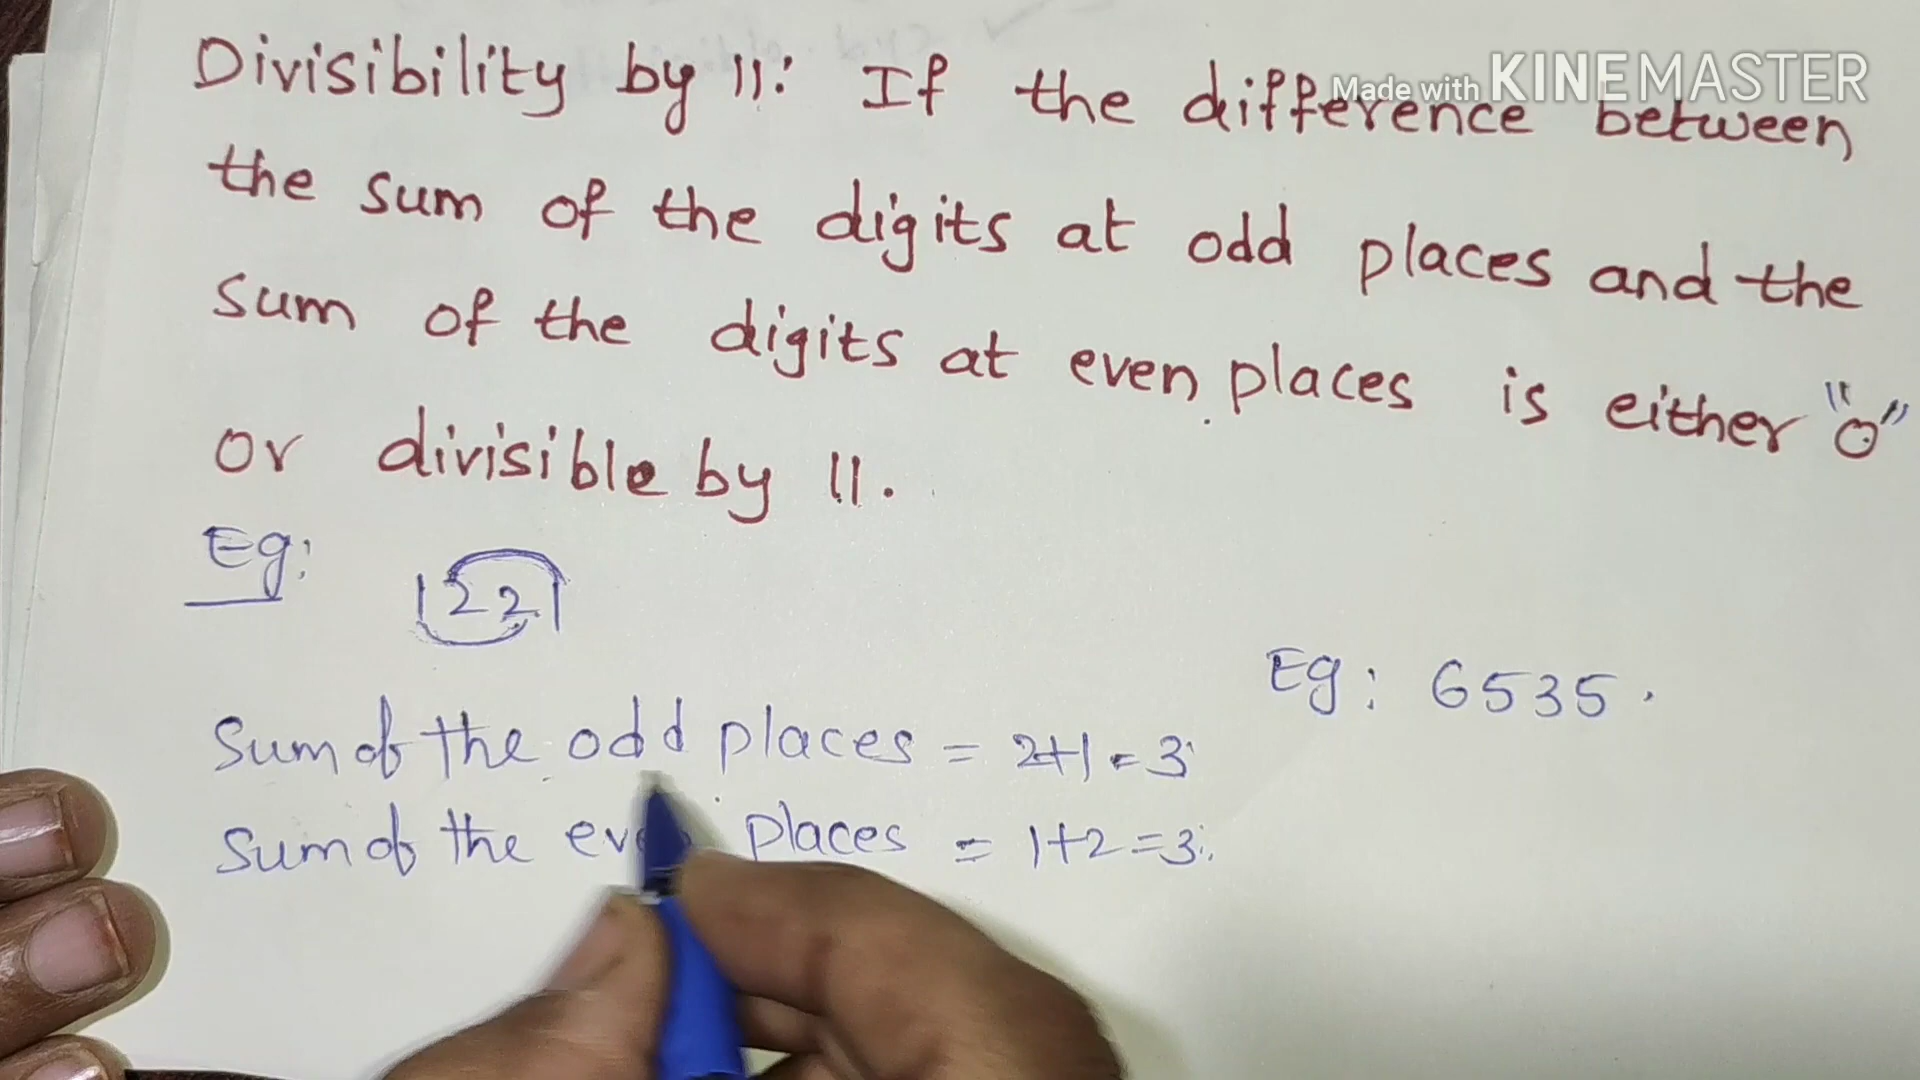 Made with KINEMASTER
Divisibility by 11: If the difference between
the sum of the digits at odd places and the
sum of the digits at even places is either "0"
or divisible by 11.
Eg: 1221
Eg: 6535.
Sum of the odd places = 2+1=3
Sum of the even places = 1+2=3